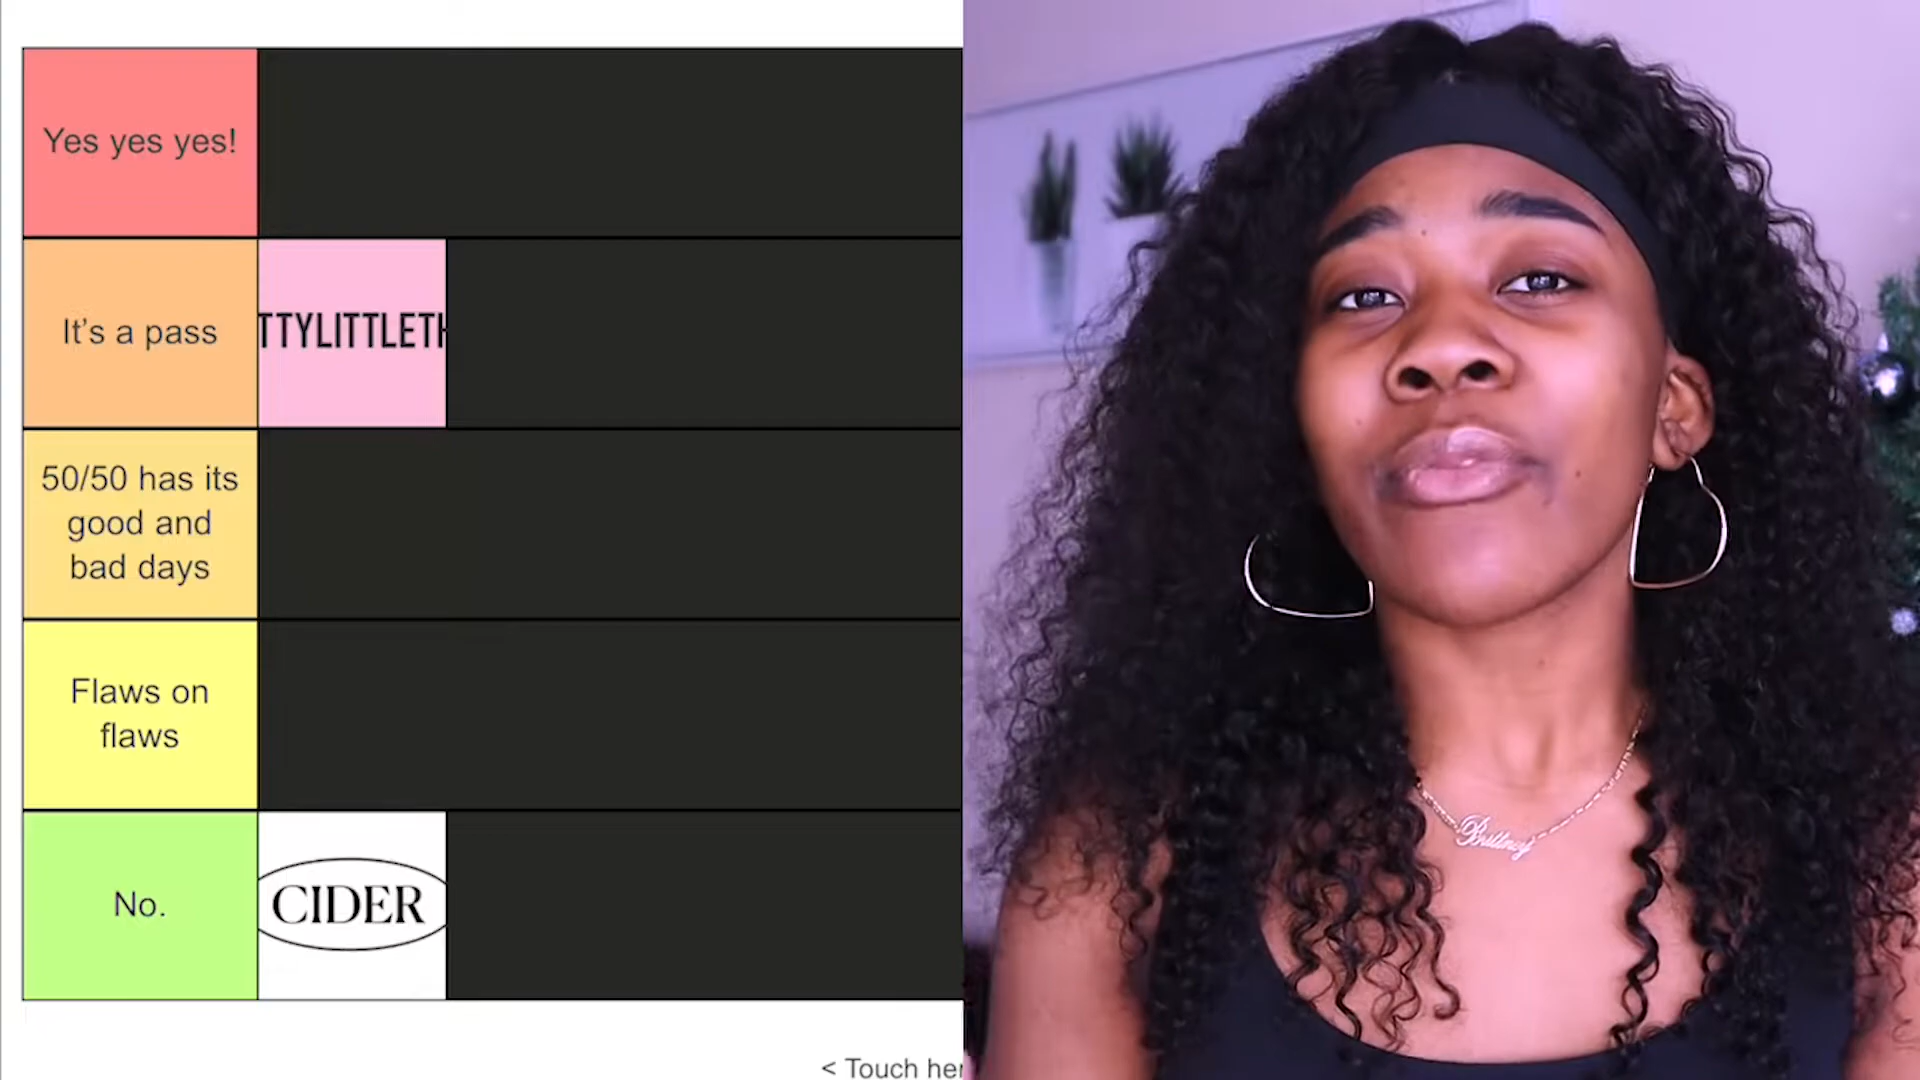 Yes yes yes!
It's a pass
TTYLITTLETH
50/50 has its
good and
bad days
Flaws on
flaws
No.
CIDER
< Touch her
Brittney